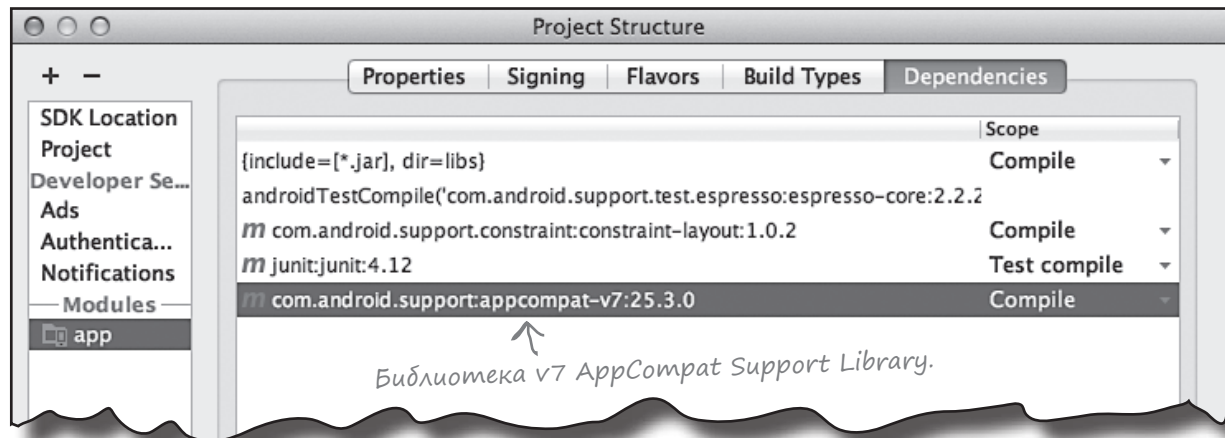 Project Structure
+ −
Properties Signing Flavors Build Types Dependencies
SDK Location
Project
Developer Se...
Ads
Authentica...
Notifications
Modules
app
Scope
{include=[*.jar], dir=libs} Compile
androidTestCompile('com.android.support.test.espresso:espresso-core:2.2.2
m com.android.support.constraint:constraint-layout:1.0.2 Compile
m junit:junit:4.12 Test compile
m com.android.support:appcompat-v7:25.3.0 Compile
Библиотека v7 AppCompat Support Library.